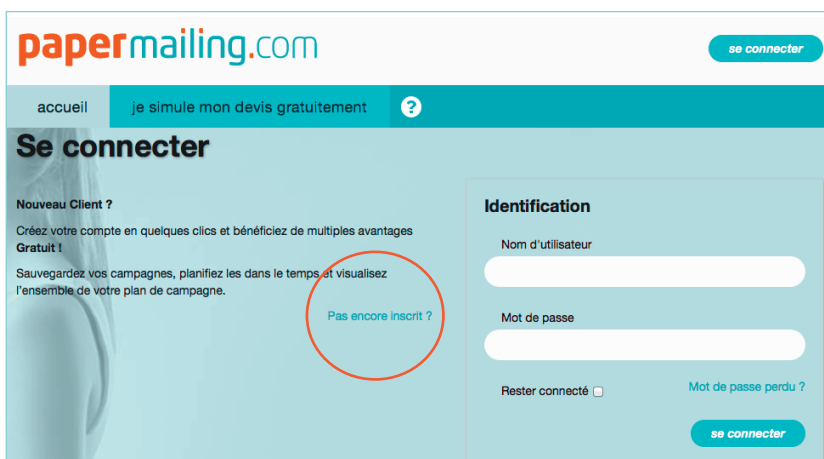 papermailing.com
se connecter
accueil
je simule mon devis gratuitement
?
Se connecter
Nouveau Client ?
Créez votre compte en quelques clics et bénéficiez de multiples avantages
Gratuit !
Sauvegardez vos campagnes, planifiez les dans le temps et visualisez
l'ensemble de votre plan de campagne.
Pas encore inscrit ?
Identification
Nom d'utilisateur
Mot de passe
Rester connecté
Mot de passe perdu ?
se connecter